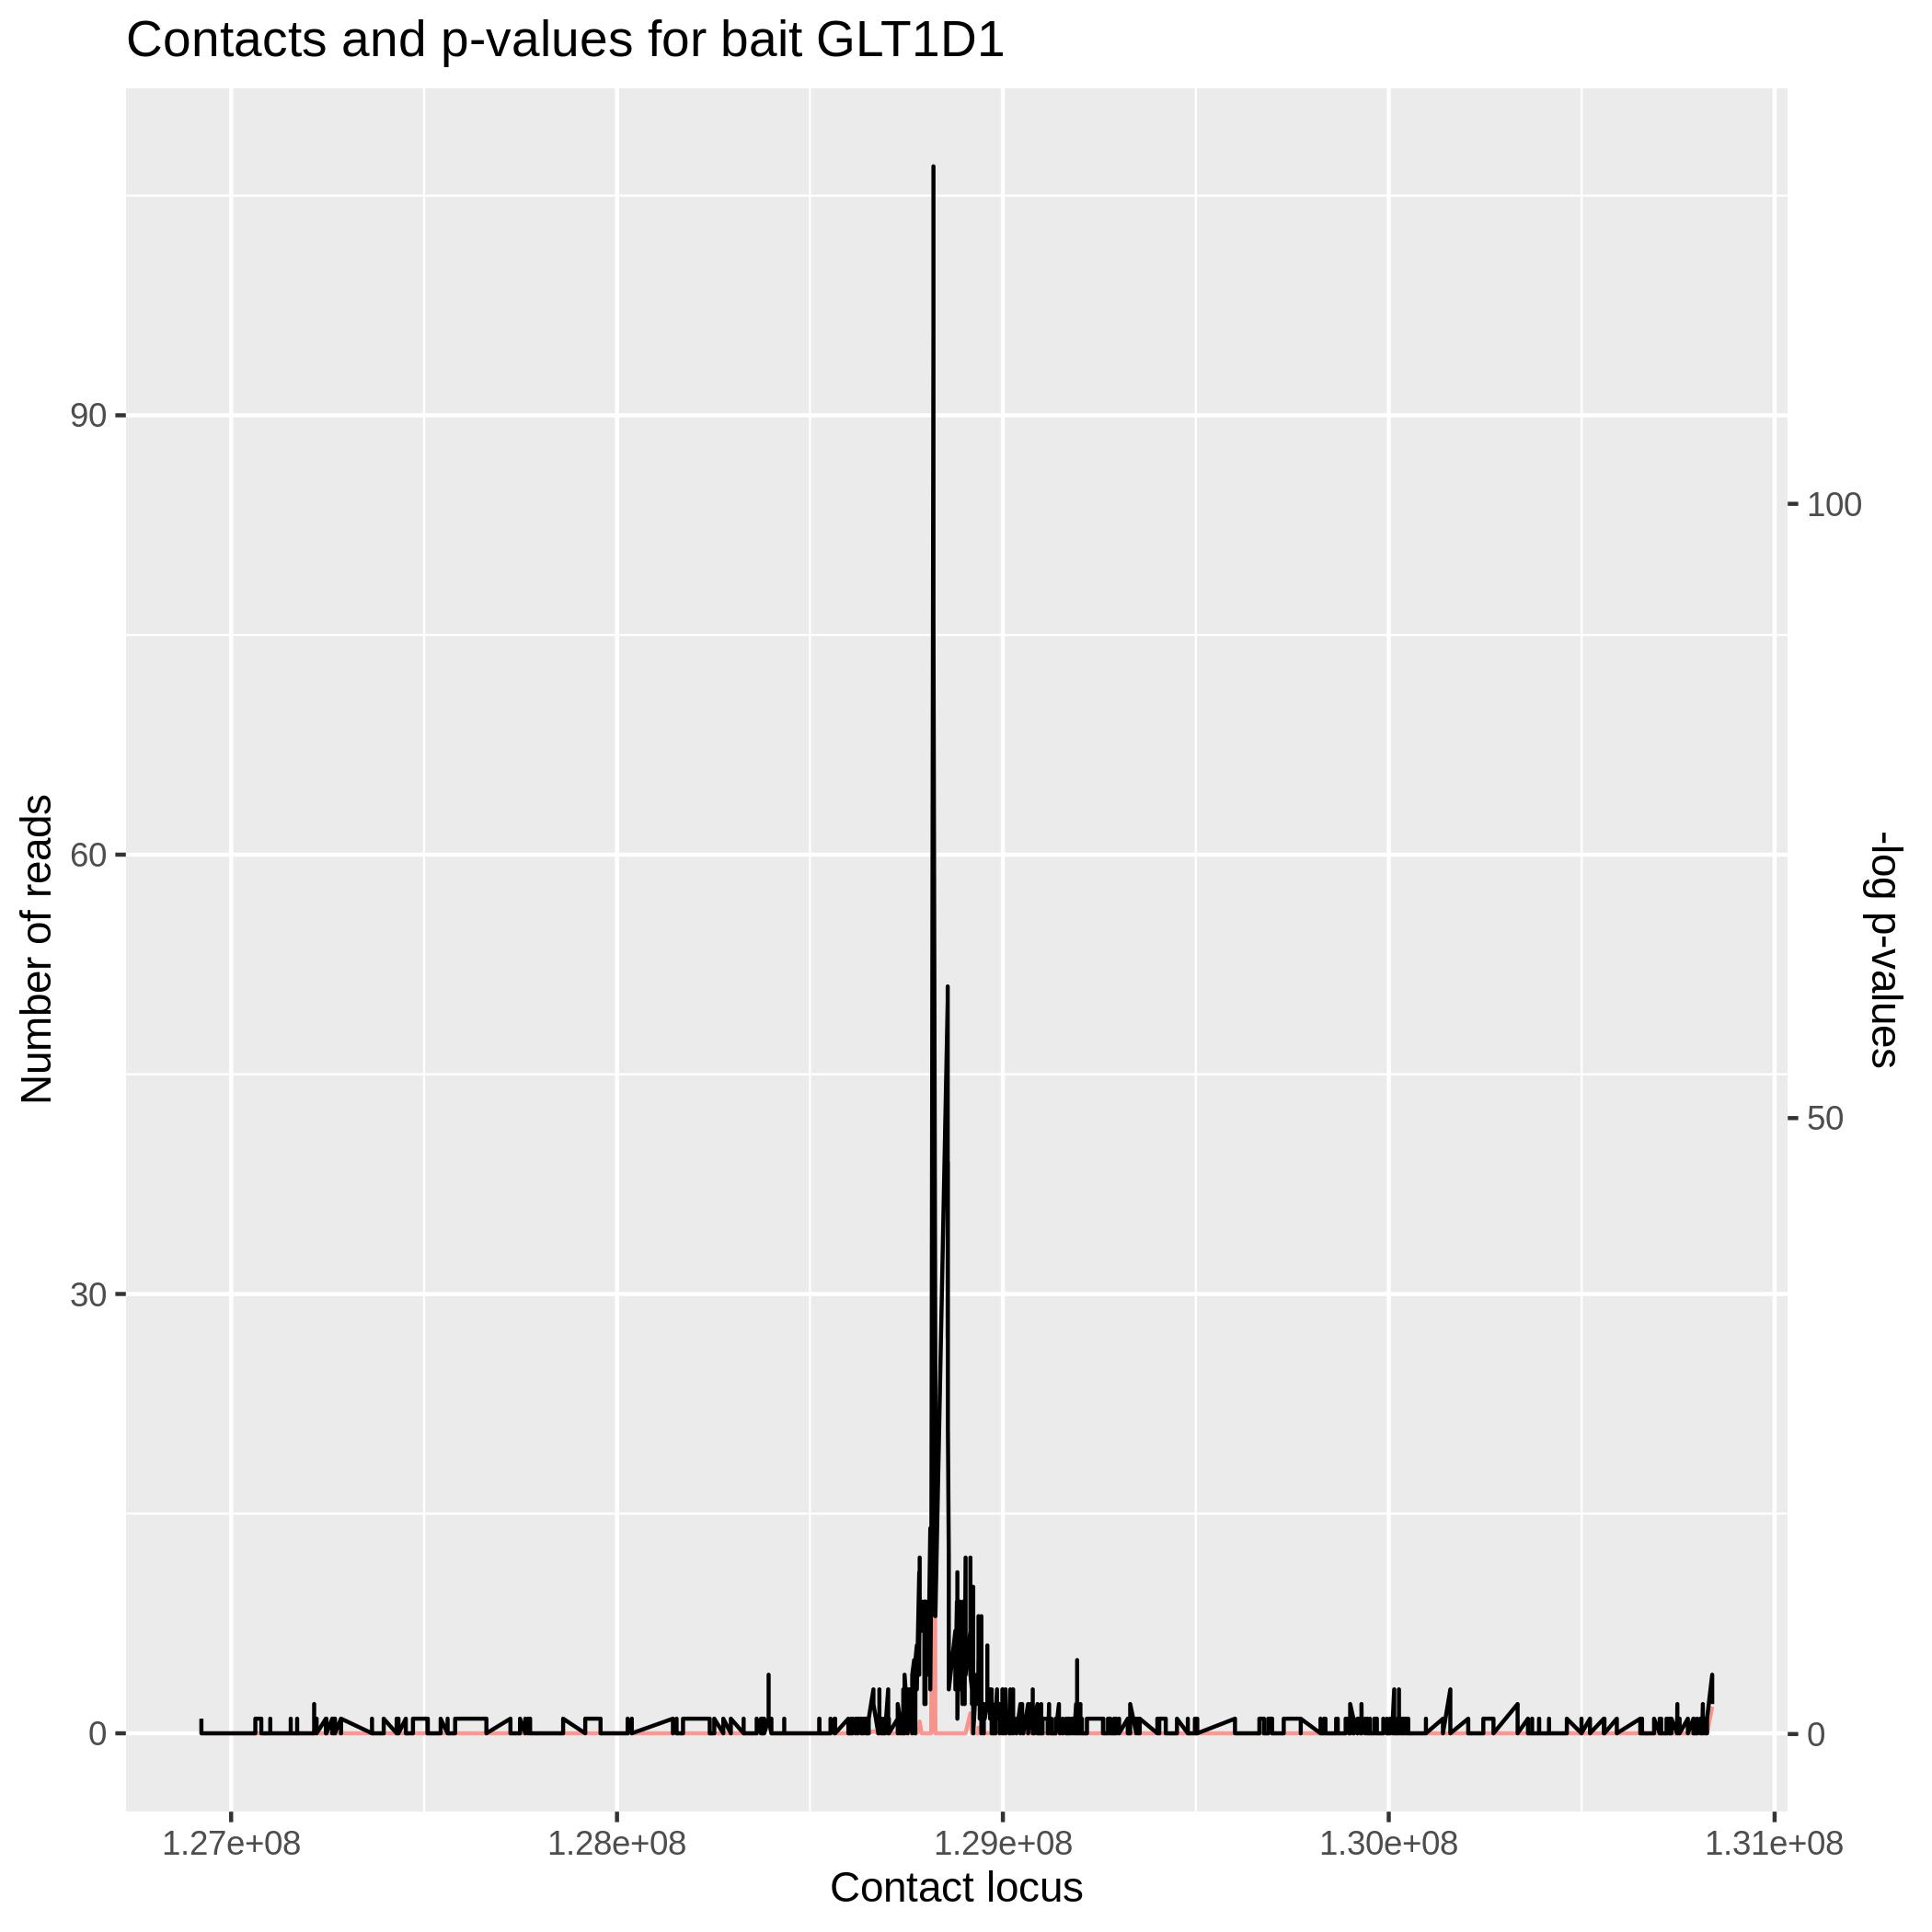 Contacts and p-values for bait GLT1D1
90
60
30
0
100
50
0
Number of reads
-log p-values
1.27e+08 1.28e+08 1.29e+08 1.30e+08 1.31e+08
Contact locus